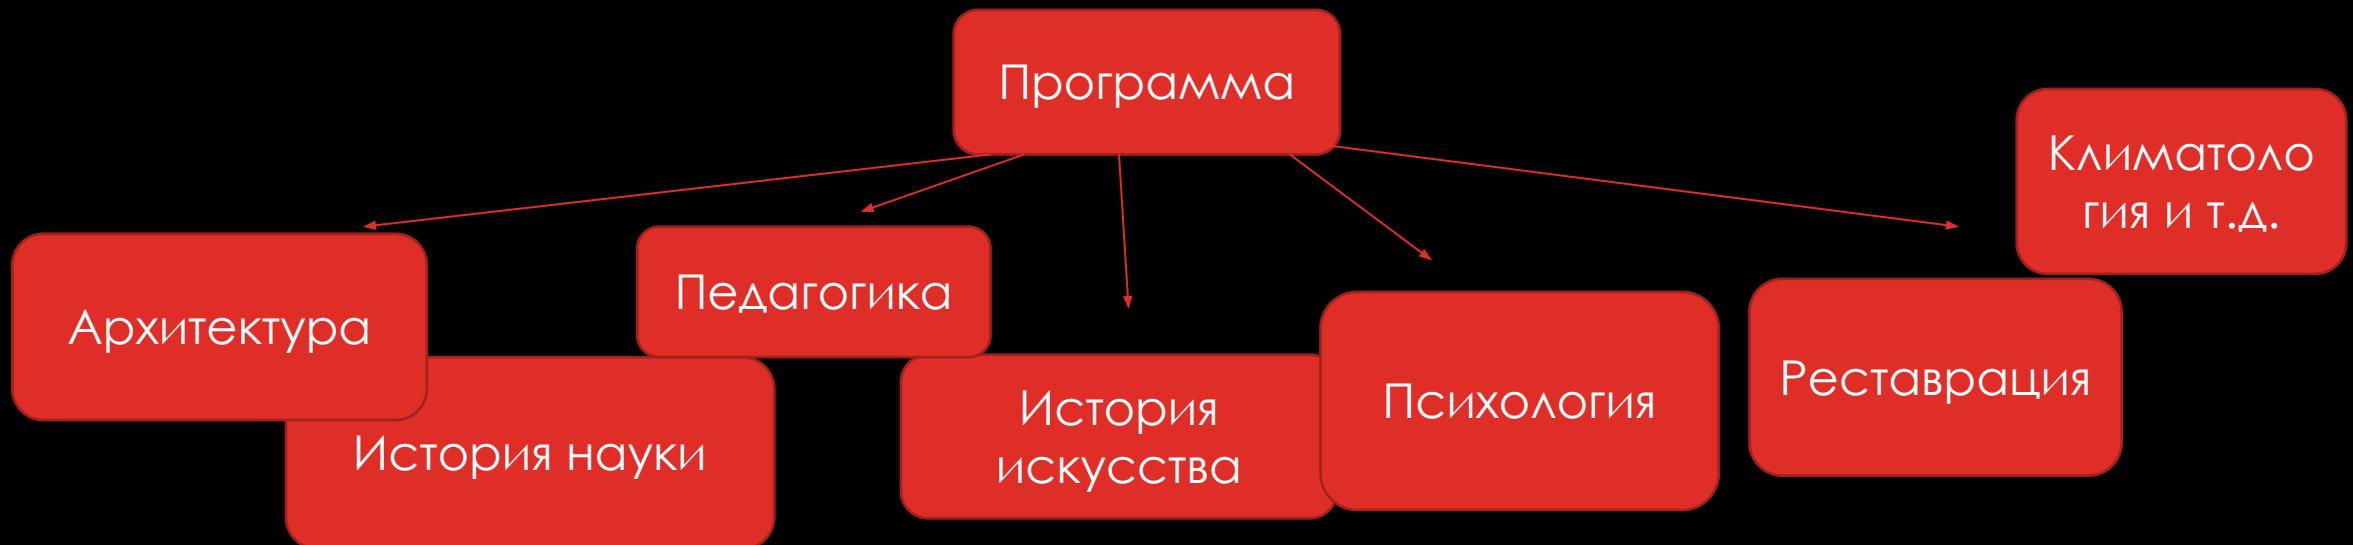 Программа
Климатоло
гия и т.д.
Архитектура
Педагогика
История науки
История
искусства
Психология
Реставрация